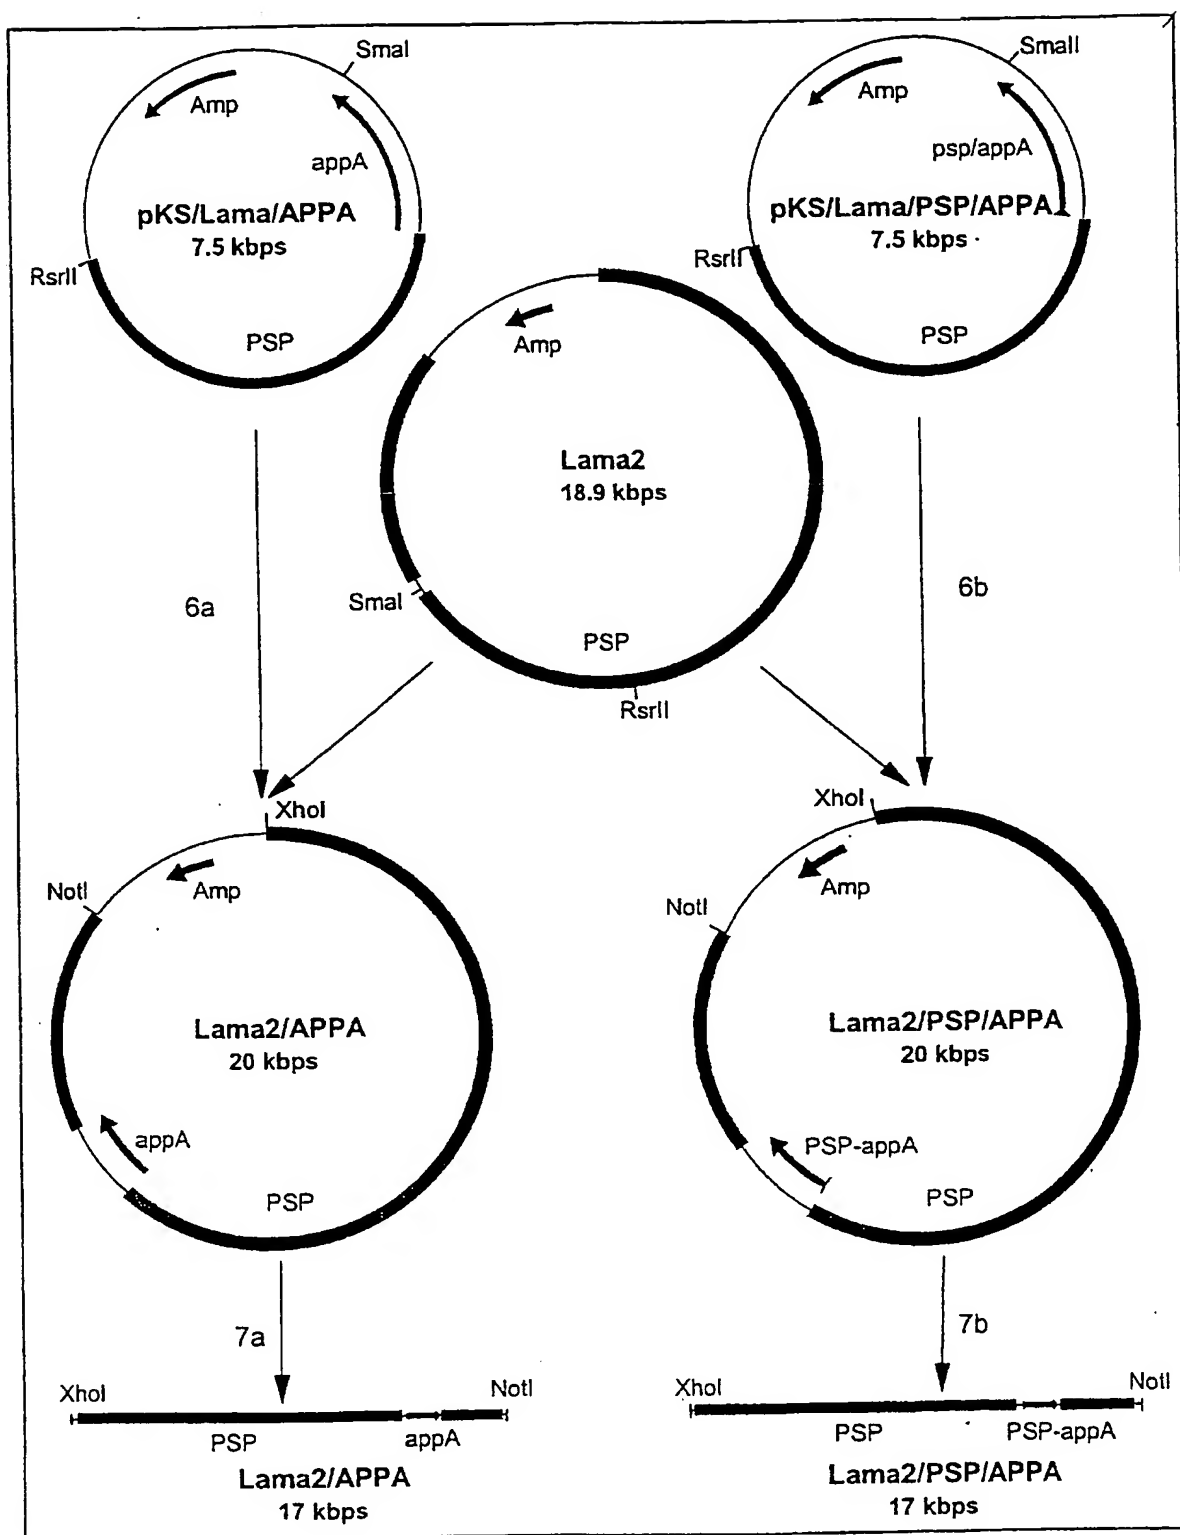 SmaI
Amp
appA
pKS/Lama/APPA
7.5 kbps
RsrII
PSP
SmaII
Amp
psp/appA
pKS/Lama/PSP/APPA
7.5 kbps
RsrII
PSP
Amp
Lama2
18.9 kbps
SmaI
PSP
RsrII
6a
6b
XhoI
Amp
NotI
Lama2/APPA
20 kbps
appA
PSP
XhoI
Amp
NotI
Lama2/PSP/APPA
20 kbps
PSP-appA
PSP
7a
7b
XhoI
NotI
PSP
appA
Lama2/APPA
17 kbps
XhoI
NotI
PSP
PSP-appA
Lama2/PSP/APPA
17 kbps